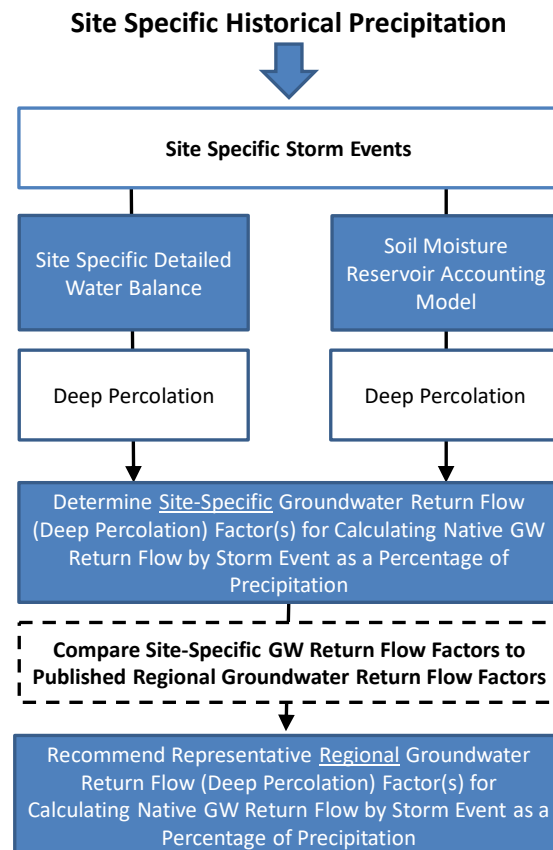 Site Specific Historical Precipitation
Site Specific Storm Events
Site Specific Detailed
Water Balance
Soil Moisture
Reservoir Accounting
Model
Deep Percolation
Deep Percolation
Determine Site-Specific Groundwater Return Flow
(Deep Percolation) Factor(s) for Calculating Native GW
Return Flow by Storm Event as a Percentage of
Precipitation
Compare Site-Specific GW Return Flow Factors to
Published Regional Groundwater Return Flow Factors
Recommend Representative Regional Groundwater
Return Flow (Deep Percolation) Factor(s) for
Calculating Native GW Return Flow by Storm Event as a
Percentage of Precipitation